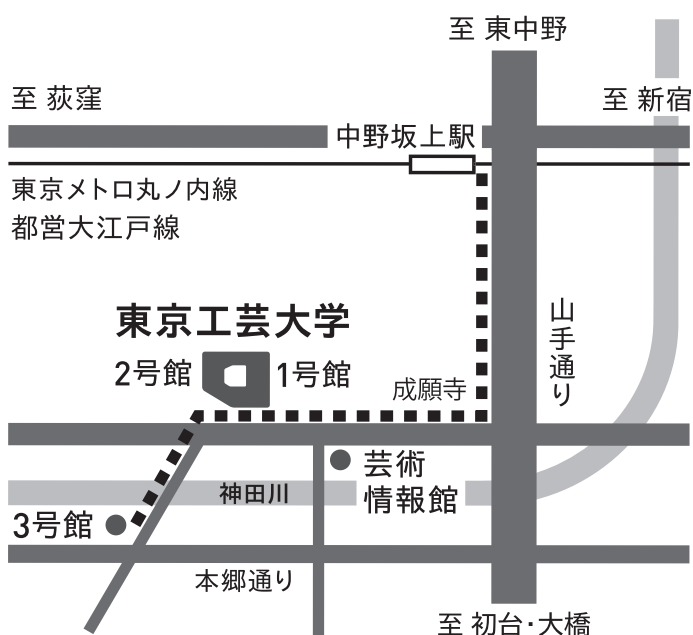 至 東中野
至 荻窪
至 新宿
中野坂上駅
東京メトロ丸ノ内線
都営大江戸線
山手通り
東京工芸大学
2号館
1号館
成願寺
芸術
情報館
神田川
3号館
本郷通り
至 初台・大橋